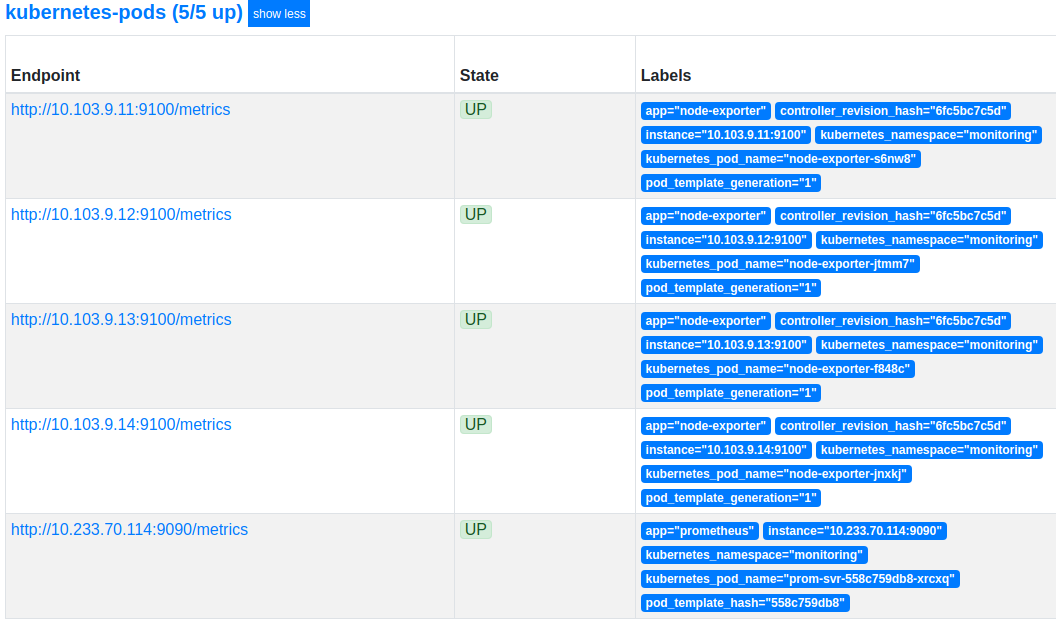 kubernetes-pods (5/5 up) show less
Endpoint State Labels
http://10.103.9.11:9100/metrics UP app="node-exporter" controller_revision_hash="6fc5bc7c5d"
instance="10.103.9.11:9100" kubernetes_namespace="monitoring"
kubernetes_pod_name="node-exporter-s6nw8"
pod_template_generation="1"
http://10.103.9.12:9100/metrics UP app="node-exporter" controller_revision_hash="6fc5bc7c5d"
instance="10.103.9.12:9100" kubernetes_namespace="monitoring"
kubernetes_pod_name="node-exporter-jtmm7"
pod_template_generation="1"
http://10.103.9.13:9100/metrics UP app="node-exporter" controller_revision_hash="6fc5bc7c5d"
instance="10.103.9.13:9100" kubernetes_namespace="monitoring"
kubernetes_pod_name="node-exporter-f848c"
pod_template_generation="1"
http://10.103.9.14:9100/metrics UP app="node-exporter" controller_revision_hash="6fc5bc7c5d"
instance="10.103.9.14:9100" kubernetes_namespace="monitoring"
kubernetes_pod_name="node-exporter-jnxkj"
pod_template_generation="1"
http://10.233.70.114:9090/metrics UP app="prometheus" instance="10.233.70.114:9090"
kubernetes_namespace="monitoring"
kubernetes_pod_name="prom-svr-558c759db8-xrcxq"
pod_template_hash="558c759db8"